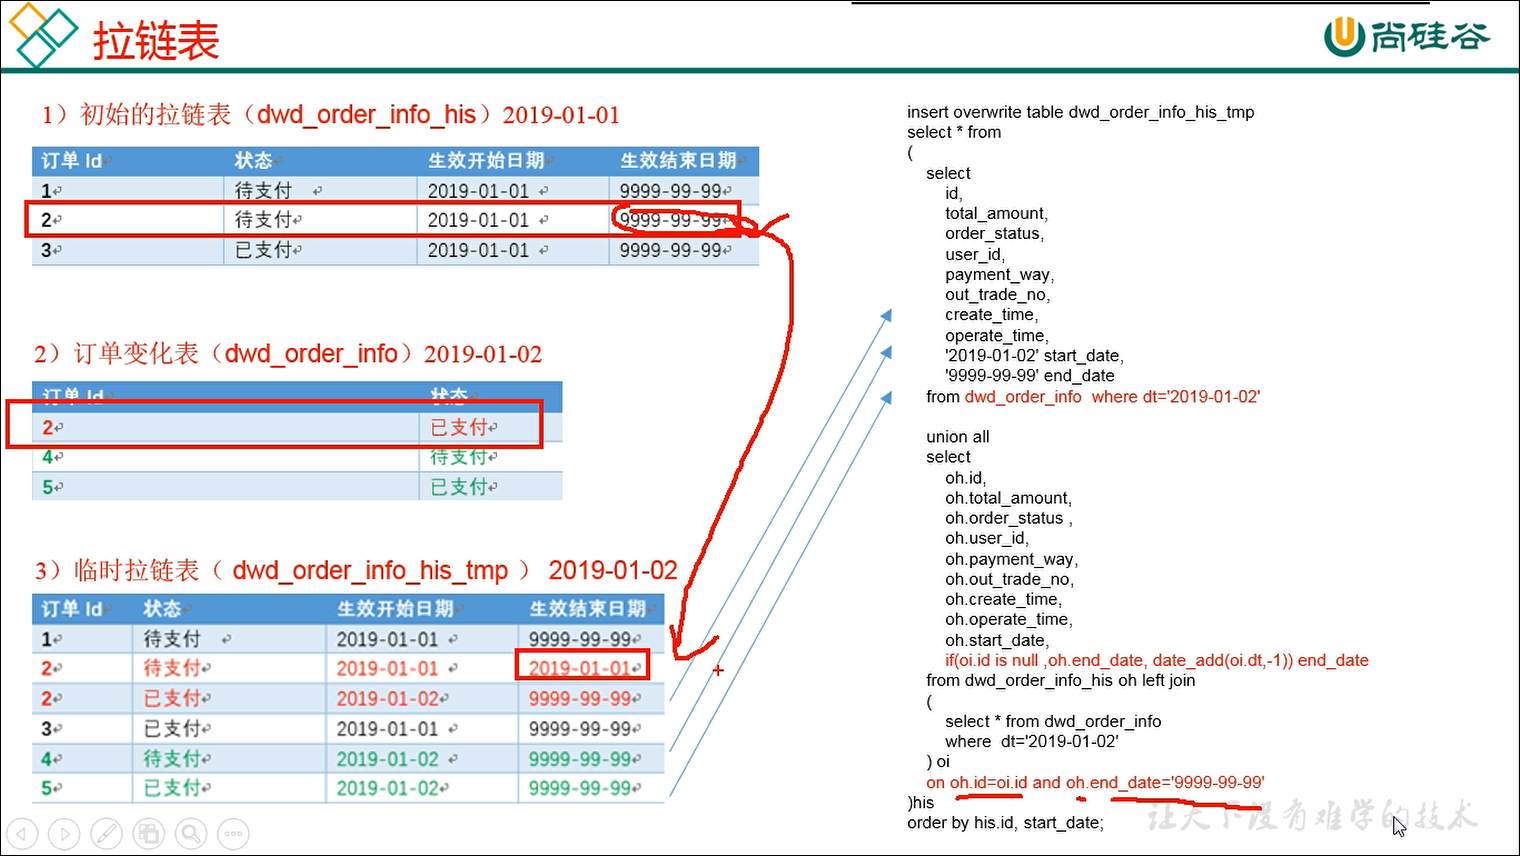 拉链表
尚硅谷
1）初始的拉链表（dwd_order_info_his）2019-01-01
订单 Id 状态 生效开始日期 生效结束日期
1 待支付 2019-01-01 9999-99-99
2 待支付 2019-01-01 9999-99-99
3 已支付 2019-01-01 9999-99-99
2）订单变化表（dwd_order_info）2019-01-02
订单 Id 状态
2 已支付
4 待支付
5 已支付
3）临时拉链表（ dwd_order_info_his_tmp ） 2019-01-02
订单 Id 状态 生效开始日期 生效结束日期
1 待支付 2019-01-01 9999-99-99
2 待支付 2019-01-01 2019-01-01
2 已支付 2019-01-02 9999-99-99
3 已支付 2019-01-01 9999-99-99
4 待支付 2019-01-02 9999-99-99
5 已支付 2019-01-02 9999-99-99
insert overwrite table dwd_order_info_his_tmp
select * from
(
select
id,
total_amount,
order_status,
user_id,
payment_way,
out_trade_no,
create_time,
operate_time,
'2019-01-02' start_date,
'9999-99-99' end_date
from dwd_order_info where dt='2019-01-02'
union all
select
oh.id,
oh.total_amount,
oh.order_status ,
oh.user_id,
oh.payment_way,
oh.out_trade_no,
oh.create_time,
oh.operate_time,
oh.start_date,
if(oi.id is null ,oh.end_date, date_add(oi.dt,-1)) end_date
from dwd_order_info_his oh left join
(
select * from dwd_order_info
where dt='2019-01-02'
) oi
on oh.id=oi.id and oh.end_date='9999-99-99'
)his
order by his.id, start_date;
让天下没有难学的技术